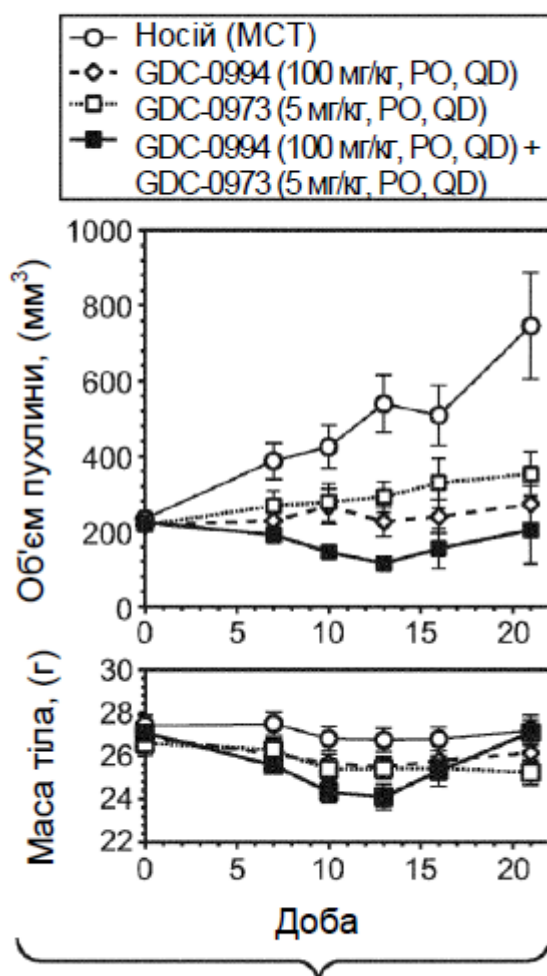 Носій (МСТ)
GDC-0994 (100 мг/кг, PO, QD)
GDC-0973 (5 мг/кг, PO, QD)
GDC-0994 (100 мг/кг, PO, QD) +
GDC-0973 (5 мг/кг, PO, QD)
Об'єм пухлини, (мм³)
1000
800
600
400
200
0
0 5 10 15 20
Маса тіла, (г)
30
28
26
24
22
0 5 10 15 20
Доба